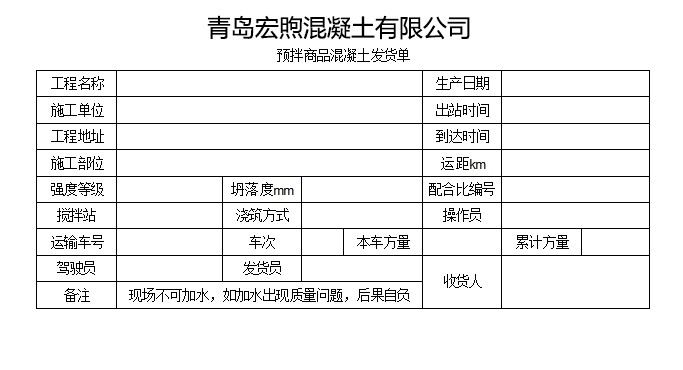 青岛宏煦混凝土有限公司
预拌商品混凝土发货单
工程名称 生产日期
施工单位 出站时间
工程地址 到达时间
施工部位 运距km
强度等级 坍落度mm 配合比编号
搅拌站 浇筑方式 操作员
运输车号 车次 本车方量 累计方量
驾驶员 发货员 收货人
备注 现场不可加水，如加水出现质量问题，后果自负